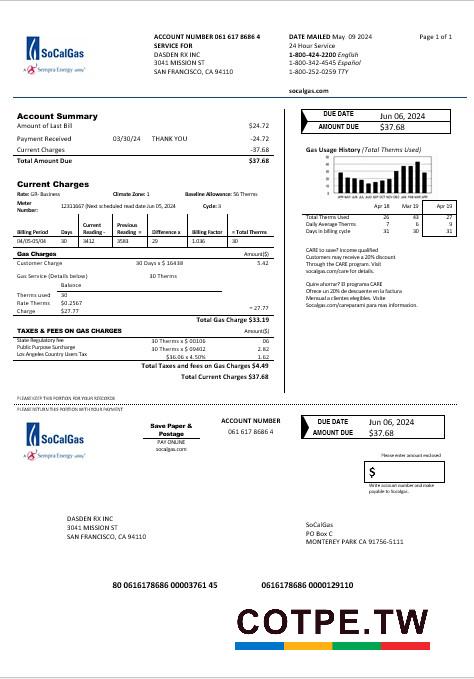 SoCalGas
A Sempra Energy utility
ACCOUNT NUMBER 061 617 8686 4
SERVICE FOR
DASDEN RX INC
3041 MISSION ST
SAN FRANCISCO, CA 94110
DATE MAILED May 09 2024
24 Hour Service
1-800-424-2200 English
1-800-342-4545 Español
1-800-252-0259 TTY
socalgas.com
Page 1 of 1
Account Summary
Amount of Last Bill $24.72
Payment Received 03/30/24 THANK YOU -24.72
Current Charges -37.68
Total Amount Due $37.68
DUE DATE Jun 06, 2024
AMOUNT DUE $37.68
Gas Usage History (Total Therms Used)
Apr 18 Mar 19 Apr 19
Total Therms Used 26 43 27
Daily Average Therms 7 5 9
Days in billing cycle 31 30 31
CARE to save? Income qualified
Customers may receive a 20% discount
Through the CARE program. Visit
socalgas.com/care for details.
Quire ahorrar? El programa CARE
Ofrece un 20% de descuento en la factura
Mensual a clientes elegibles. Visite
Socalgas.com/careparami para mas informacion.
Current Charges
Rate: GR- Business Climate Zone: 1 Baseline Allowance: 56 Therms
Meter
Number: 12313667 (Next scheduled read date Jun 05, 2024 Cycle: 3
Billing Period Days Current Reading - Previous Reading = Difference x Billing Factor = Total Therms
04/05-05/04 30 3412 3583 29 1.036 30
Gas Charges Amount($)
Customer Charge 30 Days x $ 16438 5.42
Gas Service (Details below) 30 Therms
Balance
Therms used 30
Rate Therms $0.2567
Charge $27.77 = 27.77
Total Gas Charge $33.19
TAXES & FEES ON GAS CHARGES Amount($)
State Regulatory fee 30 Therms x $ 00106 06
Public Purpose Surcharge 30 Therms x $ 09402 2.82
Los Angeles Country Users Tax $36.06 x 4.50% 1.62
Total Taxes and fees on Gas Charges $4.49
Total Current Charges $37.68
PLEASE KEEP THIS PORTION FOR YOUR RECORDS
PLEASE RETURN THIS PORTION WITH YOUR PAYMENT
SoCalGas
A Sempra Energy utility
Save Paper &
Postage
PAY ONLINE
socalgas.com
ACCOUNT NUMBER
061 617 8686 4
DUE DATE Jun 06, 2024
AMOUNT DUE $37.68
Please enter amount enclosed
$
Write account number and make
payable to Socalgas.
DASDEN RX INC
3041 MISSION ST
SAN FRANCISCO, CA 94110
SoCalGas
PO Box C
MONTEREY PARK CA 91756-5111
80 0616178686 00003761 45 0616178686 0000129110
COTPE.TW